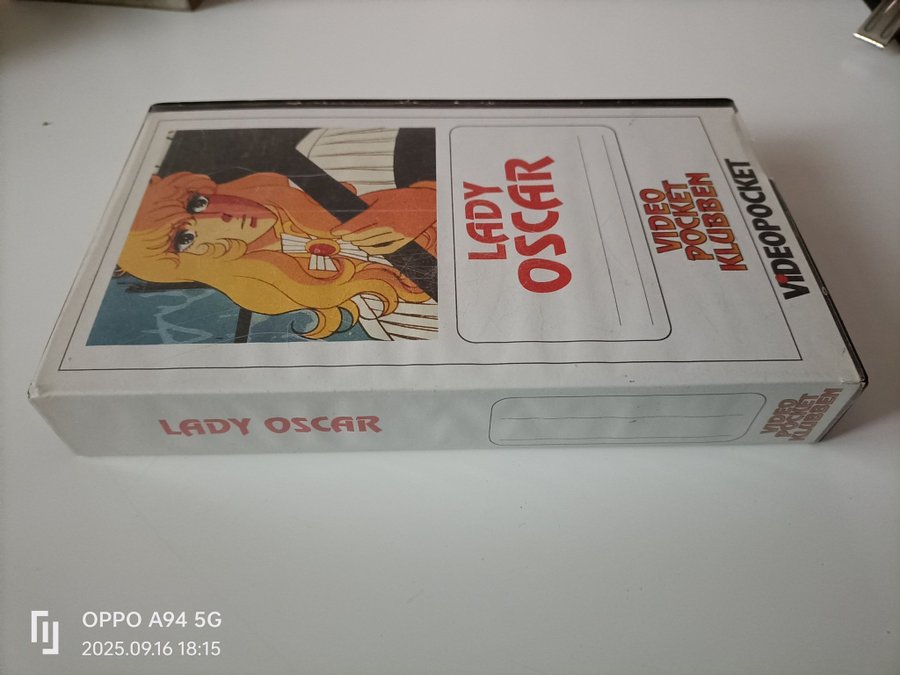 LADY
OSCAR
VIDEO
POCKET
KLUBBEN
VIDEOPOCKET
LADY OSCAR
VIDEO
POCKET
KLUBBEN
OPPO A94 5G
2025.09.16 18:15